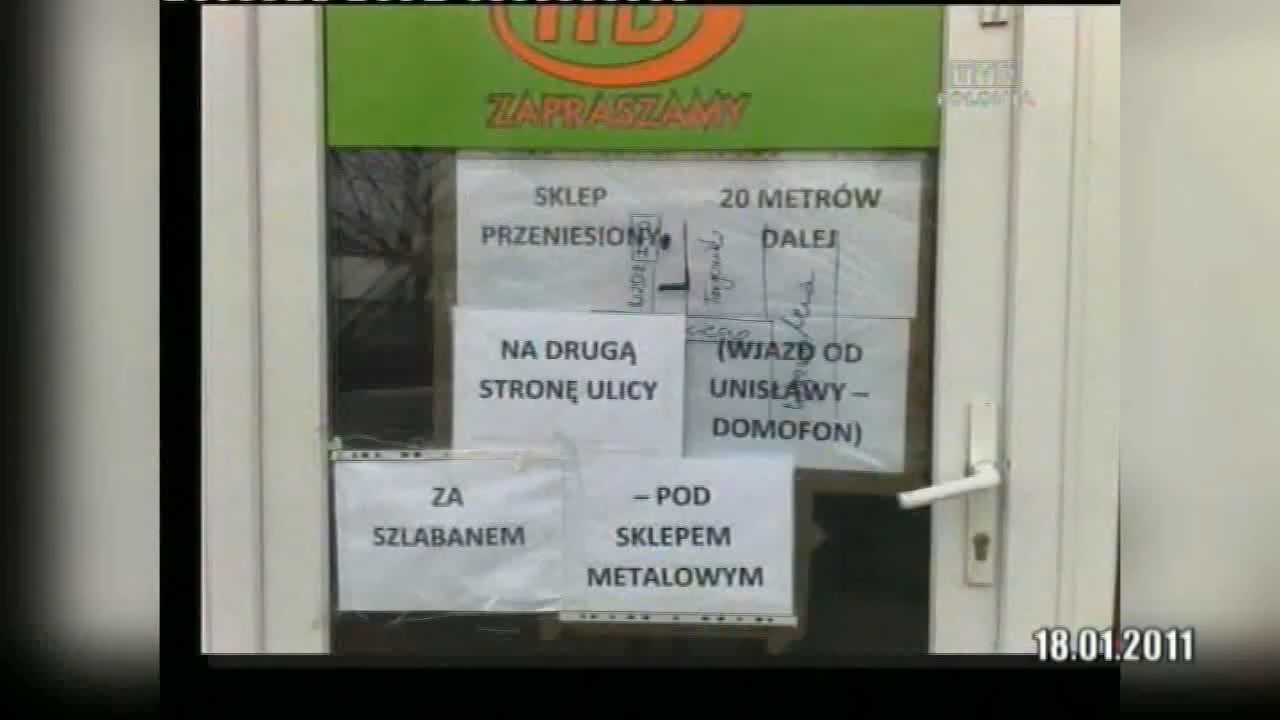 ZAPRASZAMY
SKLEP
PRZENIESIONY
20 METRÓW
DALEJ
NA DRUGĄ
STRONĘ ULICY
(WJAZD OD
UNISŁAWY –
DOMOFON)
ZA
SZLABANEM
– POD
SKLEPEM
METALOWYM
POLONIA
18.01.2011